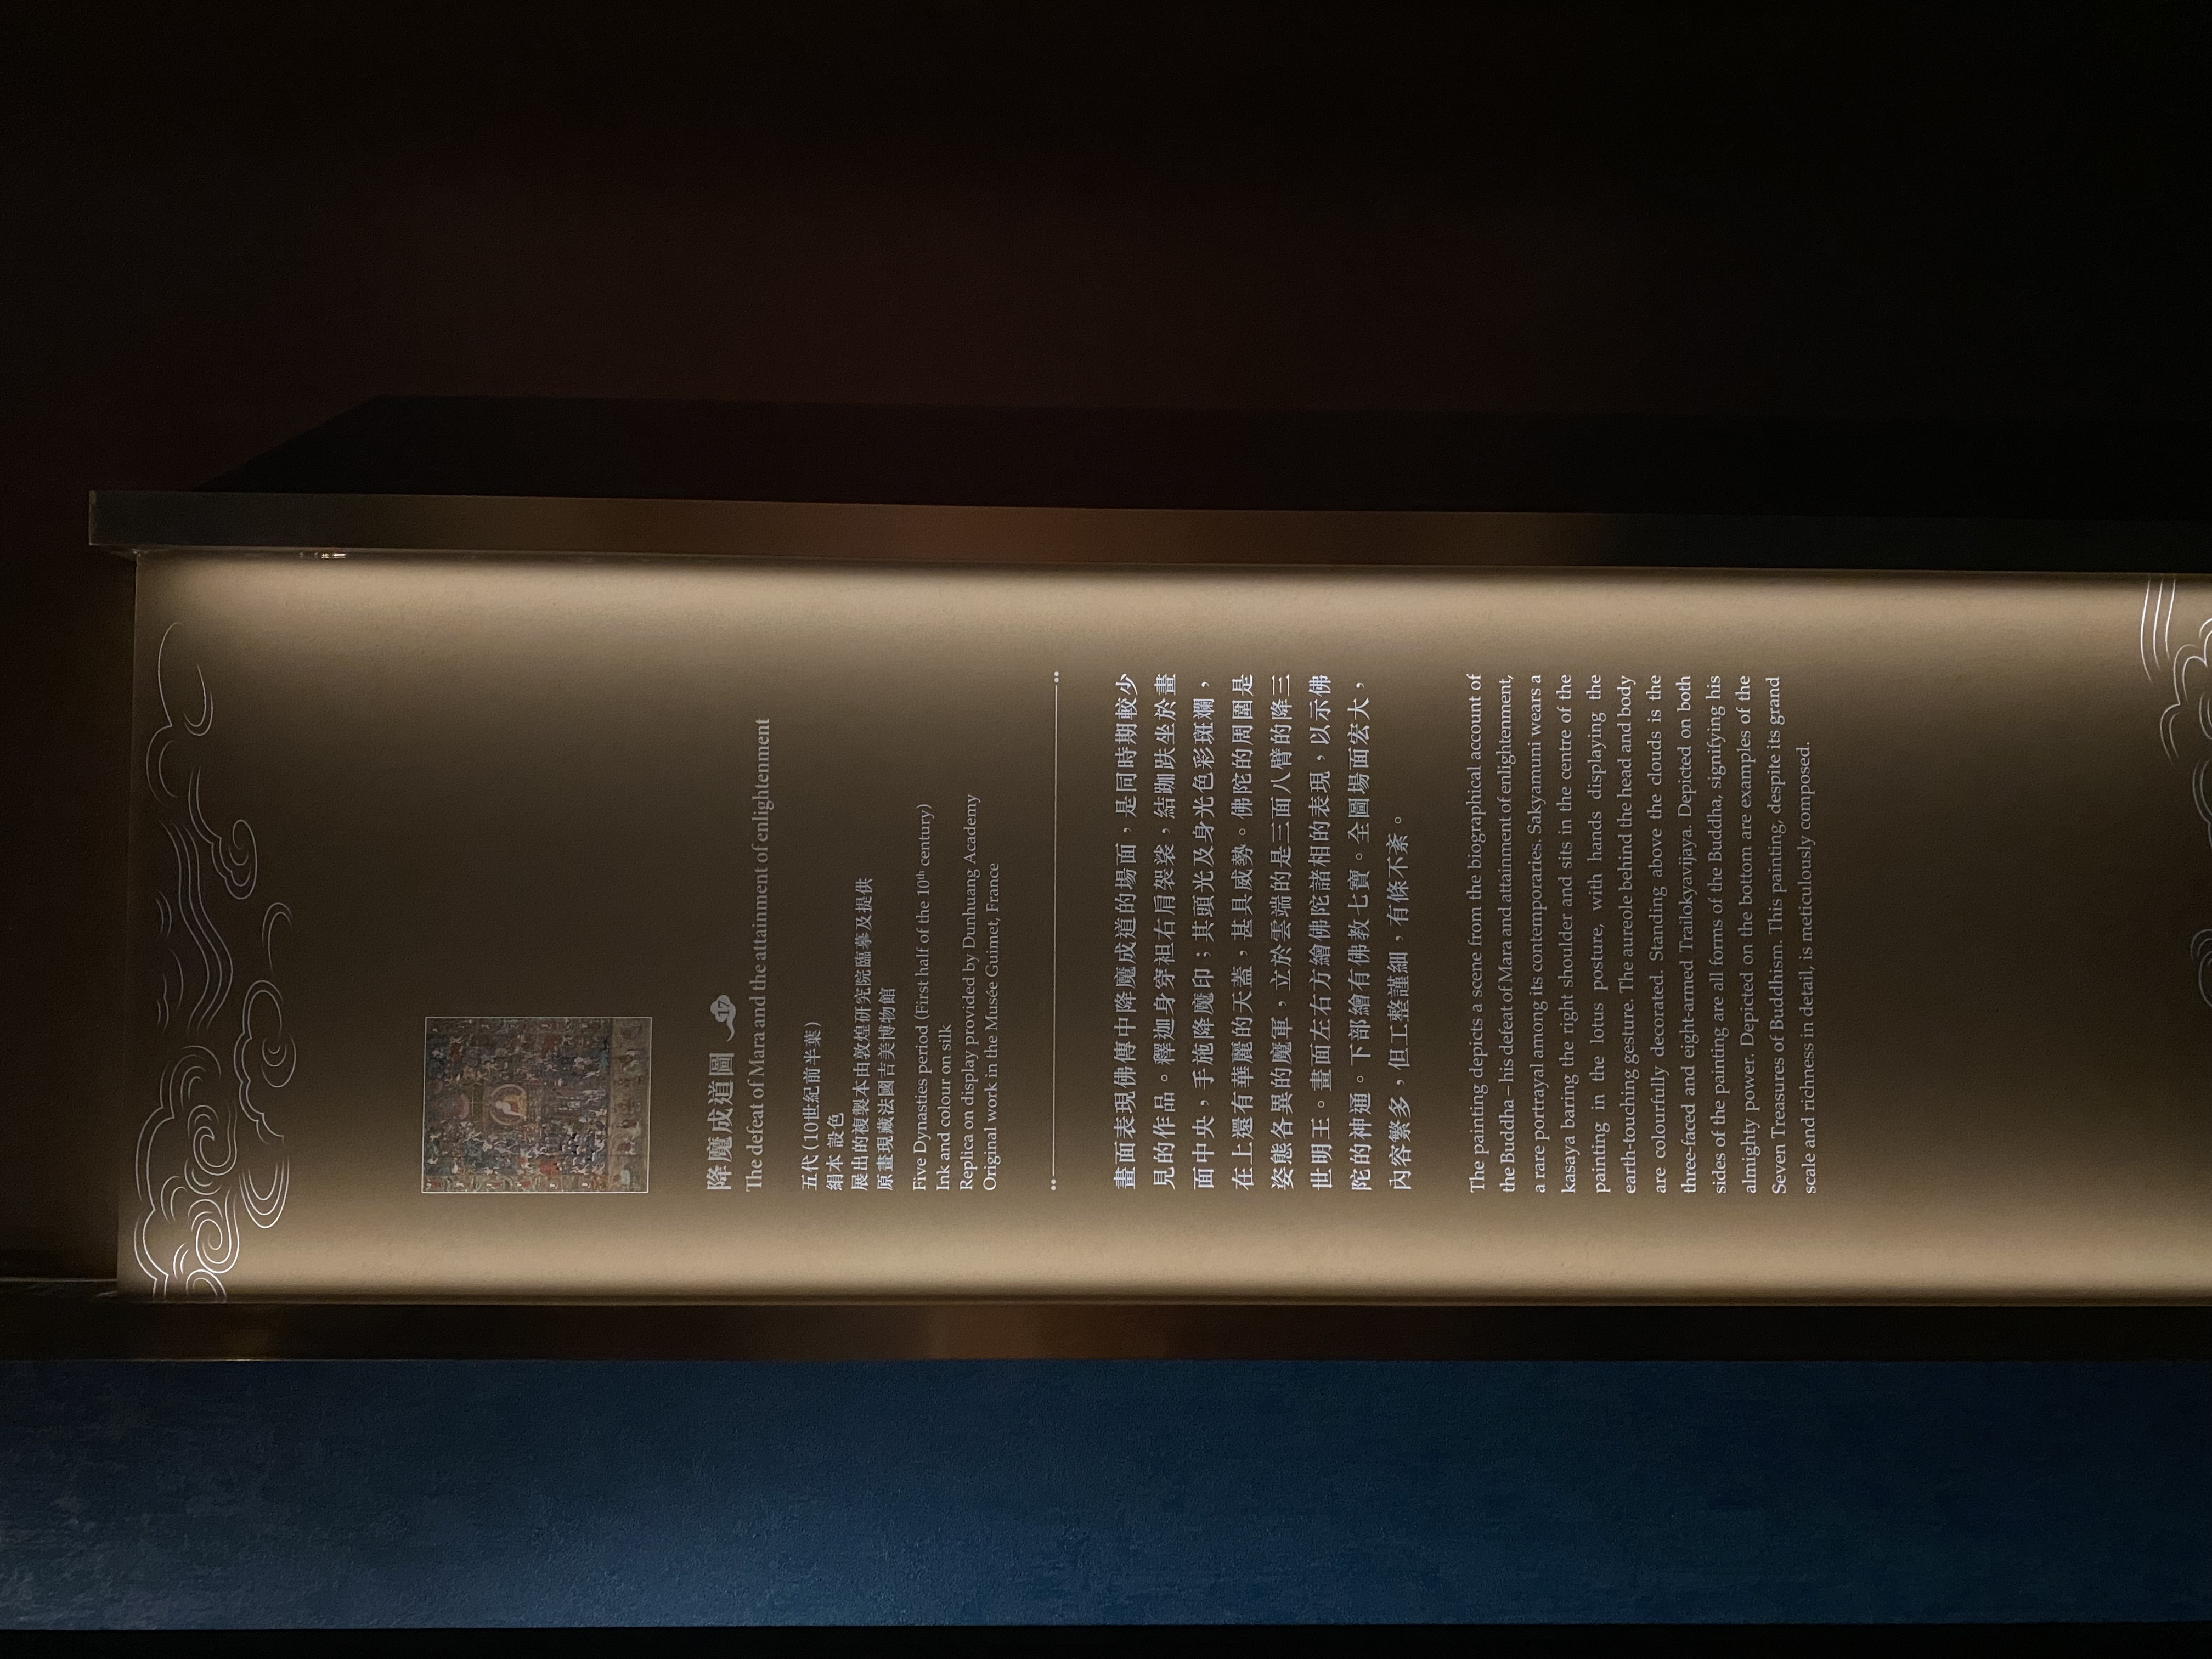 降魔成道圖 17
The defeat of Mara and the attainment of enlightenment
五代 (10世紀前半葉)
絹本 設色
展出的複製本由敦煌研究院臨摹及提供
原畫現藏法國吉美博物館
Five Dynasties period (First half of the 10th century)
Ink and colour on silk
Replica on display provided by Dunhuang Academy
Original work in the Musée Guimet, France
畫面表現佛傳中降魔成道的場面，是同時期較少
見的作品。釋迦身穿袒右肩袈裟，結跏趺坐於畫
面中央，手施降魔印；其頭光及身光色彩斑斕，
在上還有華麗的天蓋，甚具威勢。佛陀的周圍是
姿態各異的魔軍，立於雲端的是三面八臂的降三
世明王。畫面左右方繪佛陀諸相的表現，以示佛
陀的神通。下部繪有佛教七寶。全圖場面宏大，
內容繁多，但工整謹細，有條不紊。
The painting depicts a scene from the biographical account of
the Buddha – his defeat of Mara and attainment of enlightenment,
a rare portrayal among its contemporaries. Sakyamuni wears a
kasaya baring the right shoulder and sits in the centre of the
painting in the lotus posture, with hands displaying the
earth-touching gesture. The aureole behind the head and body
are colourfully decorated. Standing above the clouds is the
three-faced and eight-armed Trailokyavijaya. Depicted on both
sides of the painting are all forms of the Buddha, signifying his
almighty power. Depicted on the bottom are examples of the
Seven Treasures of Buddhism. This painting, despite its grand
scale and richness in detail, is meticulously composed.